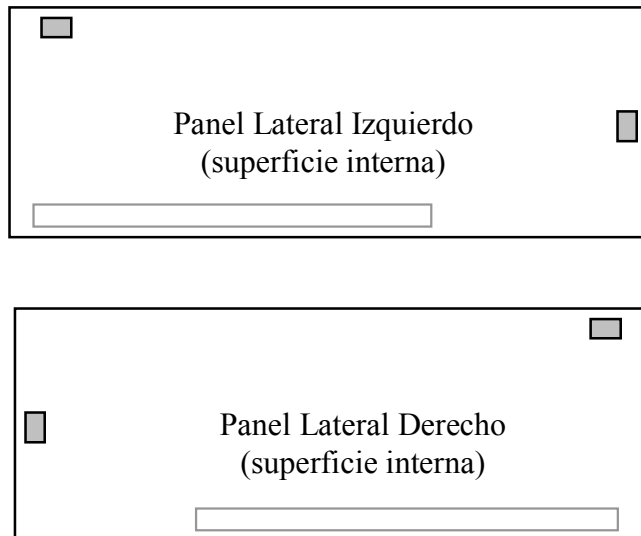 Panel Lateral Izquierdo
(superficie interna)
Panel Lateral Derecho
(superficie interna)